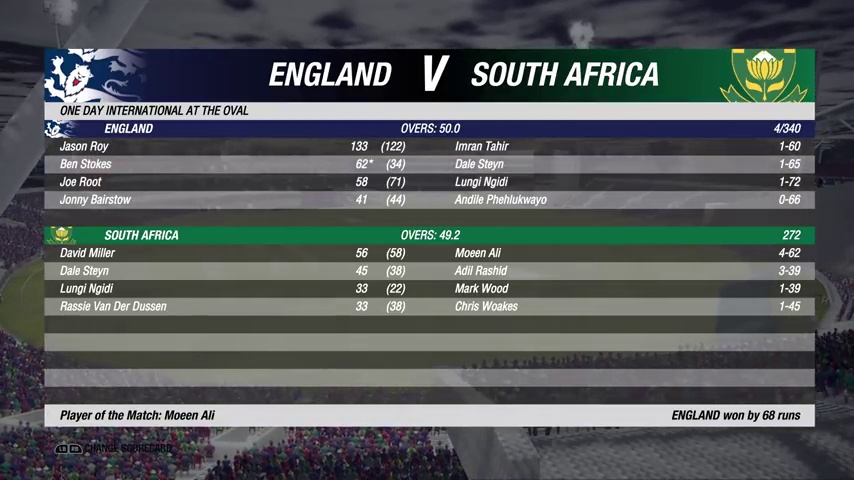 ENGLAND V SOUTH AFRICA
ONE DAY INTERNATIONAL AT THE OVAL
ENGLAND OVERS: 50.0 4/340
Jason Roy 133 (122) Imran Tahir 1-60
Ben Stokes 62* (34) Dale Steyn 1-65
Joe Root 58 (71) Lungi Ngidi 1-72
Jonny Bairstow 41 (44) Andile Phehlukwayo 0-66
SOUTH AFRICA OVERS: 49.2 272
David Miller 56 (58) Moeen Ali 4-62
Dale Steyn 45 (38) Adil Rashid 3-39
Lungi Ngidi 33 (22) Mark Wood 1-39
Rassie Van Der Dussen 33 (38) Chris Woakes 1-45
Player of the Match: Moeen Ali ENGLAND won by 68 runs
CHANGE SCORECARD